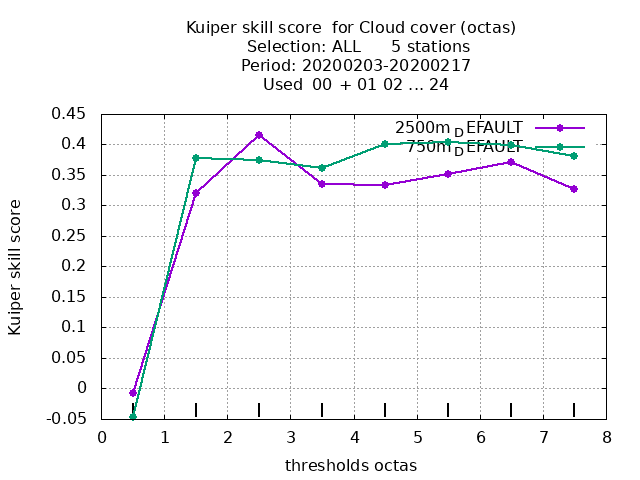 Kuiper skill score  for Cloud cover (octas)
Selection: ALL      5 stations
Period: 20200203-20200217
Used  00 + 01 02 ... 24
2500m_DEFAULT
750m_DEFAULT
0.45
0.4
0.35
0.3
0.25
0.2
0.15
0.1
0.05
0
-0.05
Kuiper skill score
0 1 2 3 4 5 6 7 8
thresholds octas